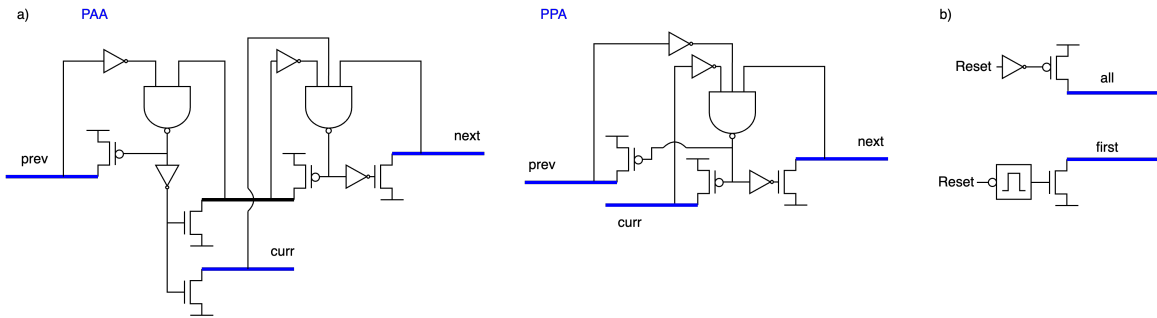 a)
PAA
prev
next
curr
PPA
prev
next
curr
b)
Reset
all
Reset
first